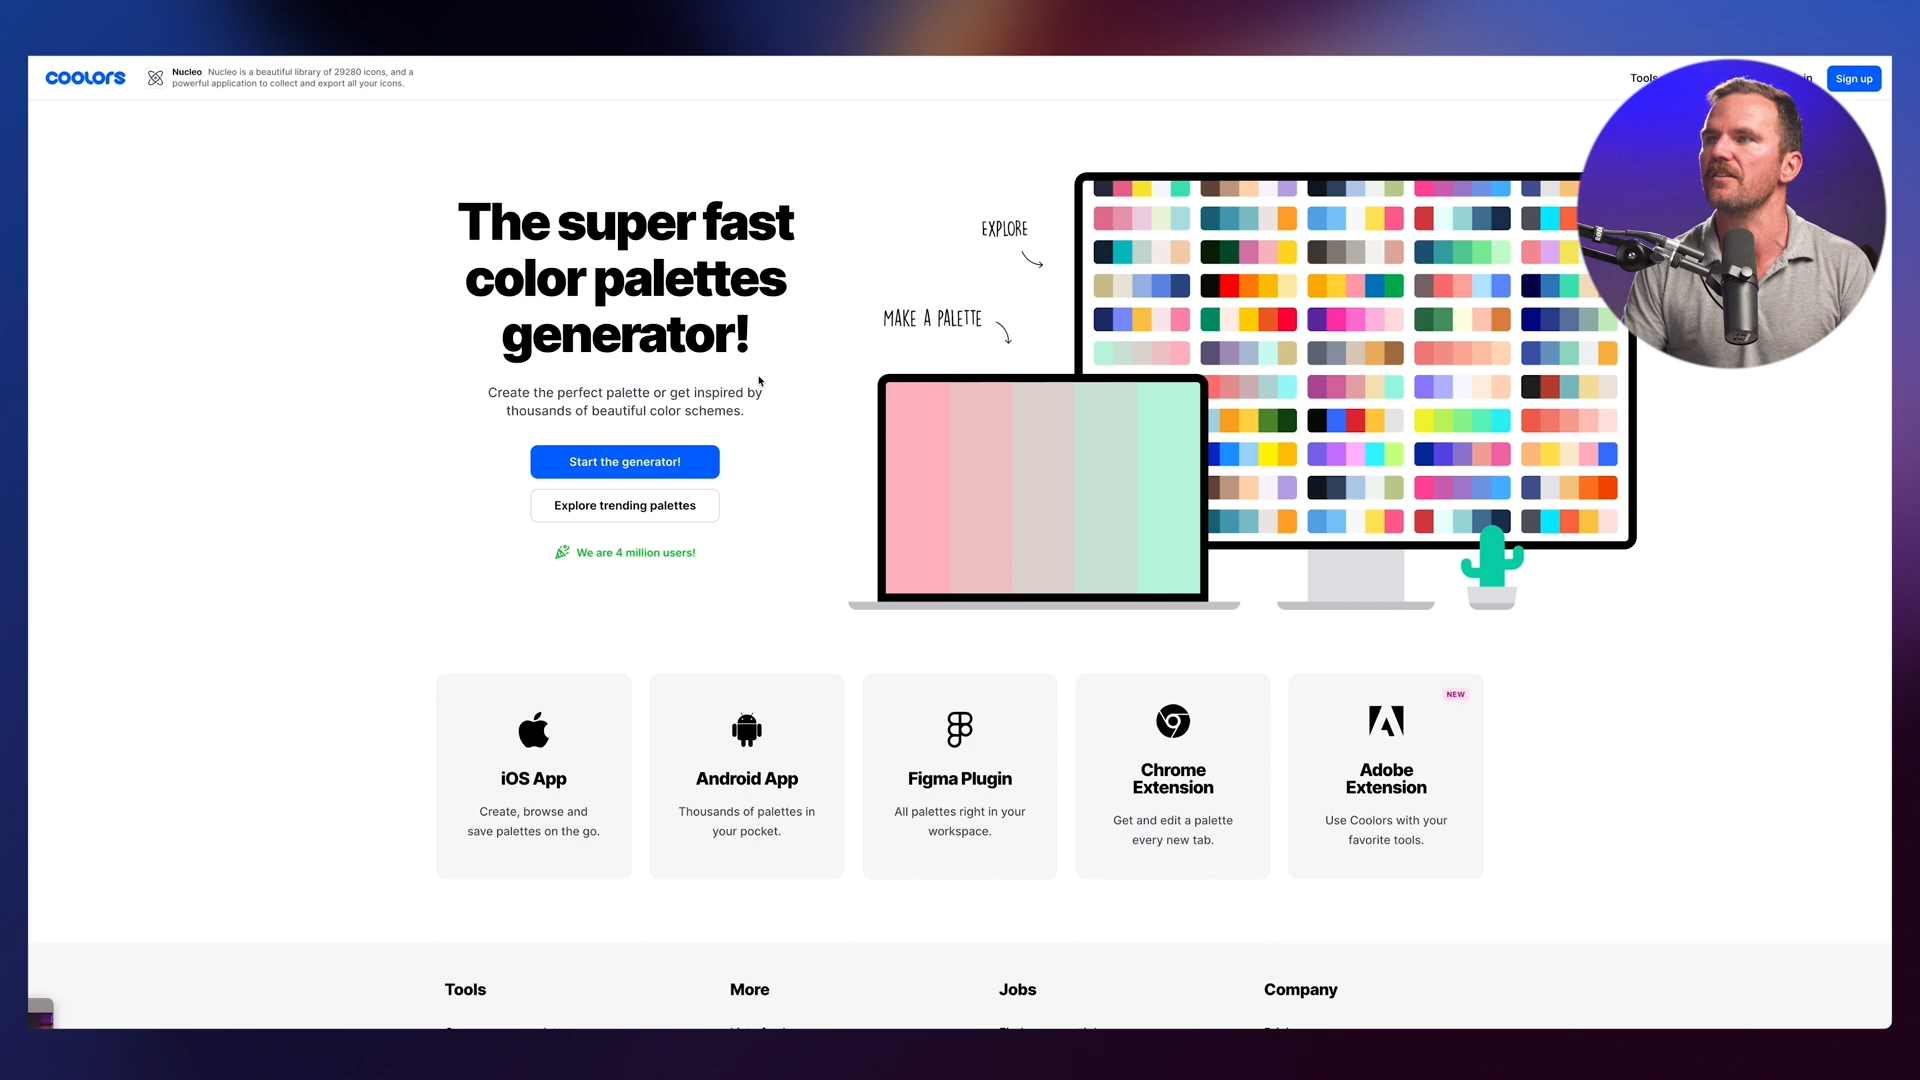 coolors
Nucleo Nucleo is a beautiful library of 29280 icons, and a
powerful application to collect and export all your icons.
Tools
in
Sign up
The super fast
color palettes
generator!
Create the perfect palette or get inspired by
thousands of beautiful color schemes.
Start the generator!
Explore trending palettes
We are 4 million users!
EXPLORE
MAKE A PALETTE
iOS App
Create, browse and
save palettes on the go.
Android App
Thousands of palettes in
your pocket.
Figma Plugin
All palettes right in your
workspace.
Chrome
Extension
Get and edit a palette
every new tab.
NEW
Adobe
Extension
Use Coolors with your
favorite tools.
Tools
More
Jobs
Company